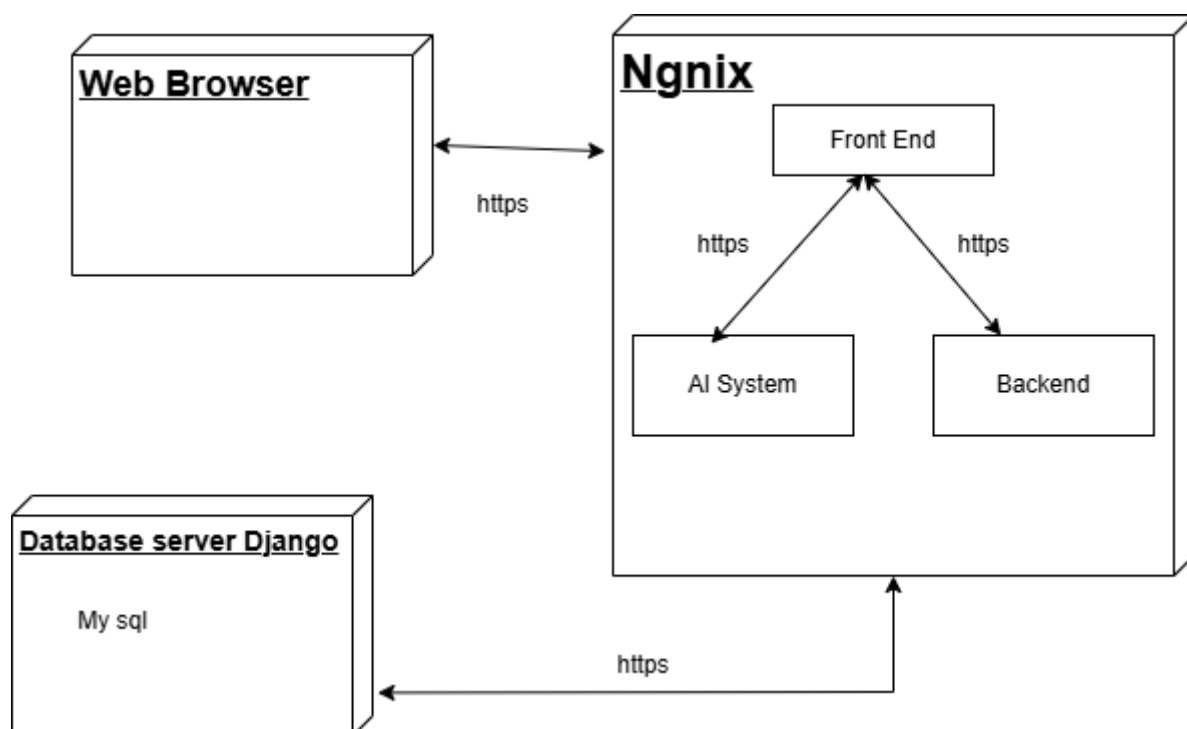 Web Browser
Ngnix
Front End
https
https
https
AI System
Backend
Database server Django
My sql
https